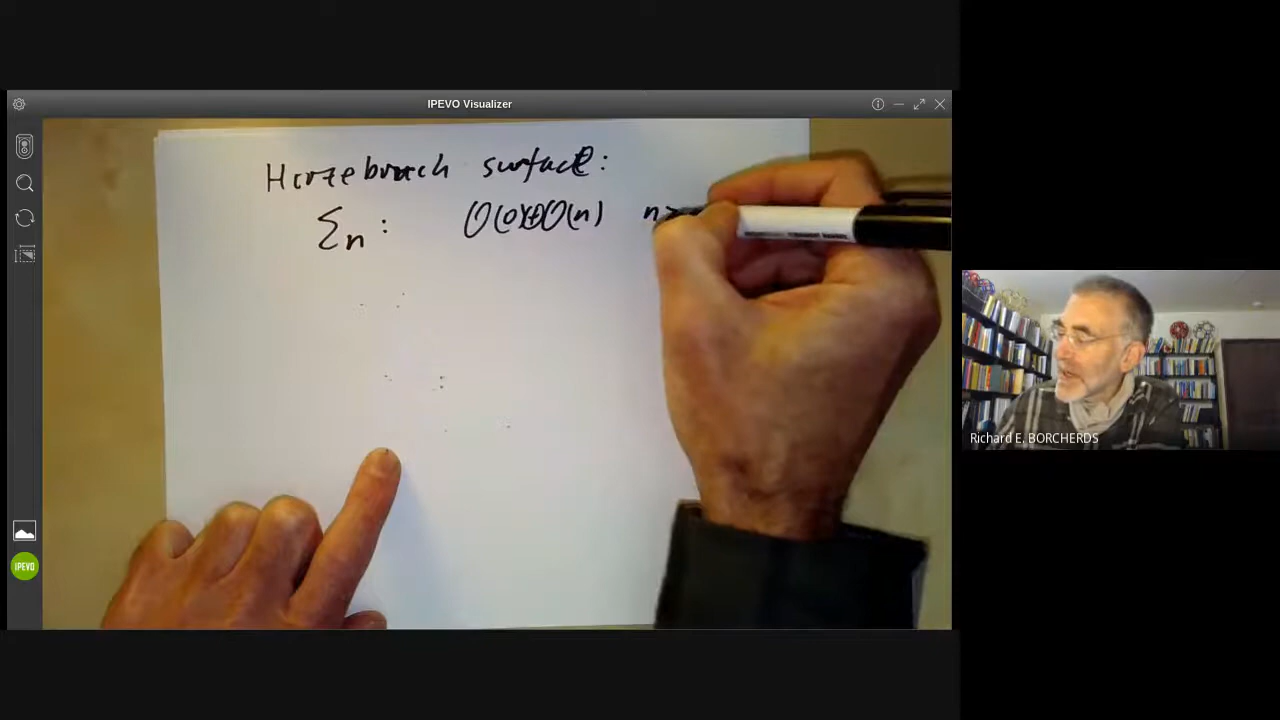 IPEVO Visualizer
Hirzebruch surface:
Σn: O(0)⊕O(n) n>
IPEVO
Richard E. BORCHERDS